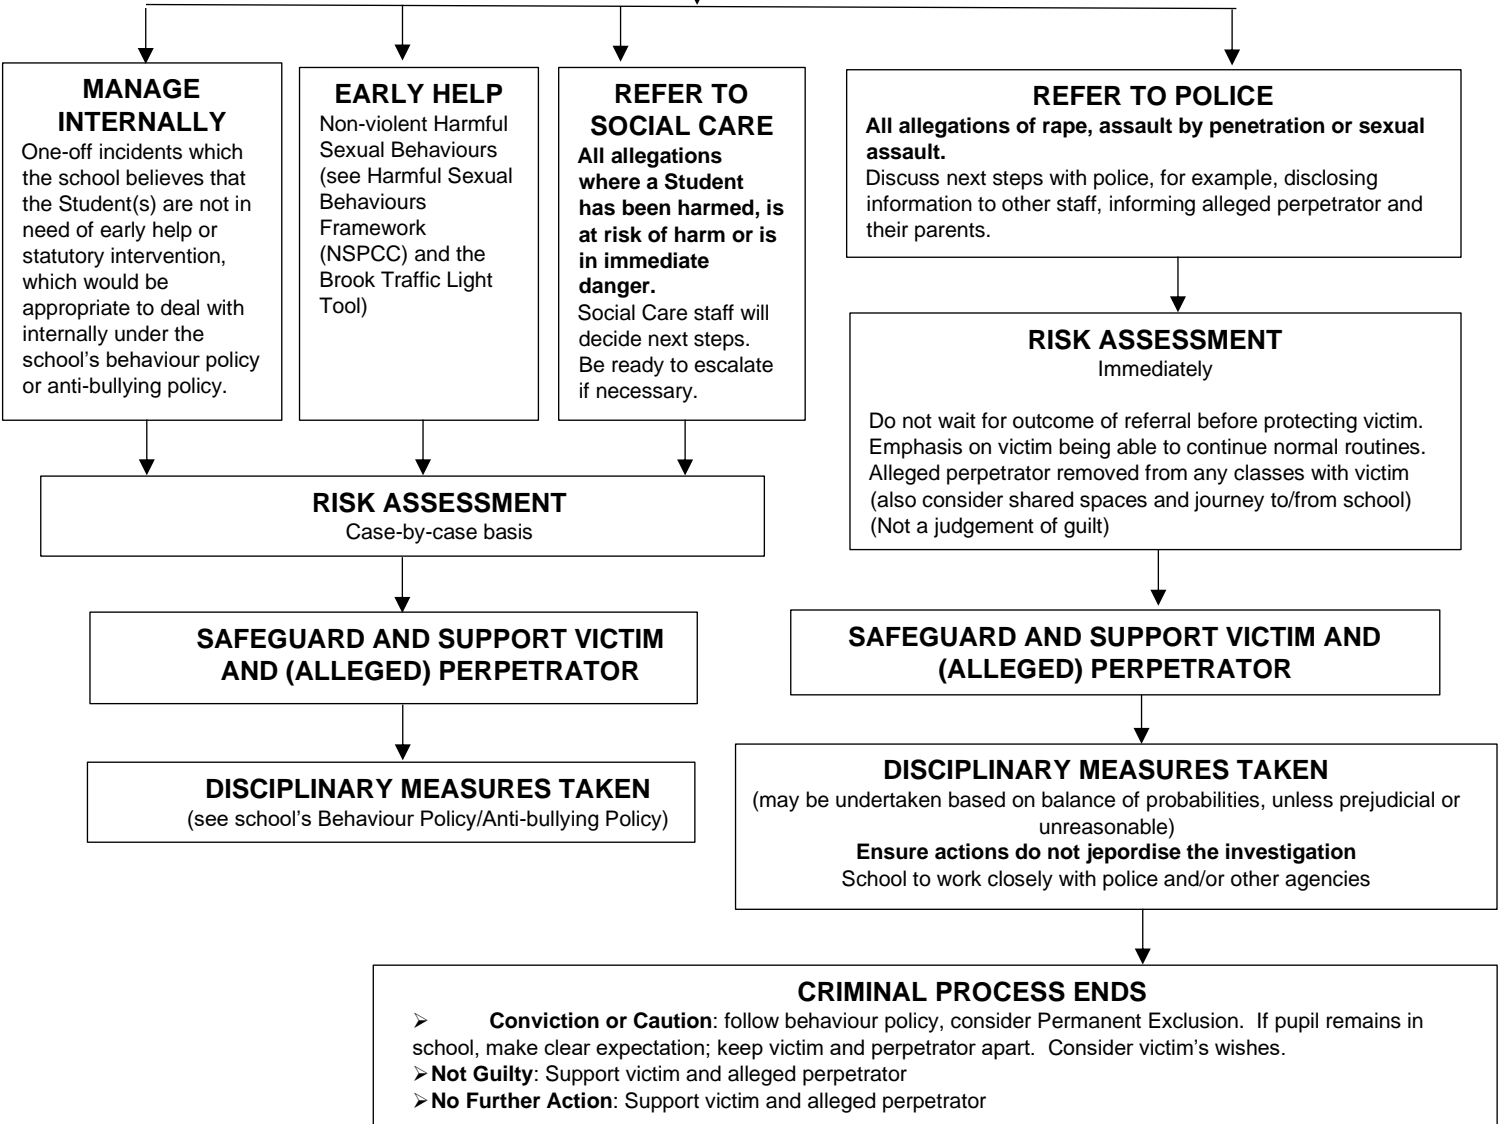 MANAGE
INTERNALLY
One-off incidents which
the school believes that
the Student(s) are not in
need of early help or
statutory intervention,
which would be
appropriate to deal with
internally under the
school’s behaviour policy
or anti-bullying policy.
EARLY HELP
Non-violent Harmful
Sexual Behaviours
(see Harmful Sexual
Behaviours
Framework
(NSPCC) and the
Brook Traffic Light
Tool)
REFER TO
SOCIAL CARE
All allegations
where a Student
has been harmed, is
at risk of harm or is
in immediate
danger.
Social Care staff will
decide next steps.
Be ready to escalate
if necessary.
REFER TO POLICE
All allegations of rape, assault by penetration or sexual
assault.
Discuss next steps with police, for example, disclosing
information to other staff, informing alleged perpetrator and
their parents.
RISK ASSESSMENT
Case-by-case basis
RISK ASSESSMENT
Immediately
Do not wait for outcome of referral before protecting victim.
Emphasis on victim being able to continue normal routines.
Alleged perpetrator removed from any classes with victim
(also consider shared spaces and journey to/from school)
(Not a judgement of guilt)
SAFEGUARD AND SUPPORT VICTIM
AND (ALLEGED) PERPETRATOR
SAFEGUARD AND SUPPORT VICTIM AND
(ALLEGED) PERPETRATOR
DISCIPLINARY MEASURES TAKEN
(see school’s Behaviour Policy/Anti-bullying Policy)
DISCIPLINARY MEASURES TAKEN
(may be undertaken based on balance of probabilities, unless prejudicial or
unreasonable)
Ensure actions do not jepordise the investigation
School to work closely with police and/or other agencies
CRIMINAL PROCESS ENDS
➢ Conviction or Caution: follow behaviour policy, consider Permanent Exclusion. If pupil remains in
school, make clear expectation; keep victim and perpetrator apart. Consider victim’s wishes.
➢ Not Guilty: Support victim and alleged perpetrator
➢ No Further Action: Support victim and alleged perpetrator